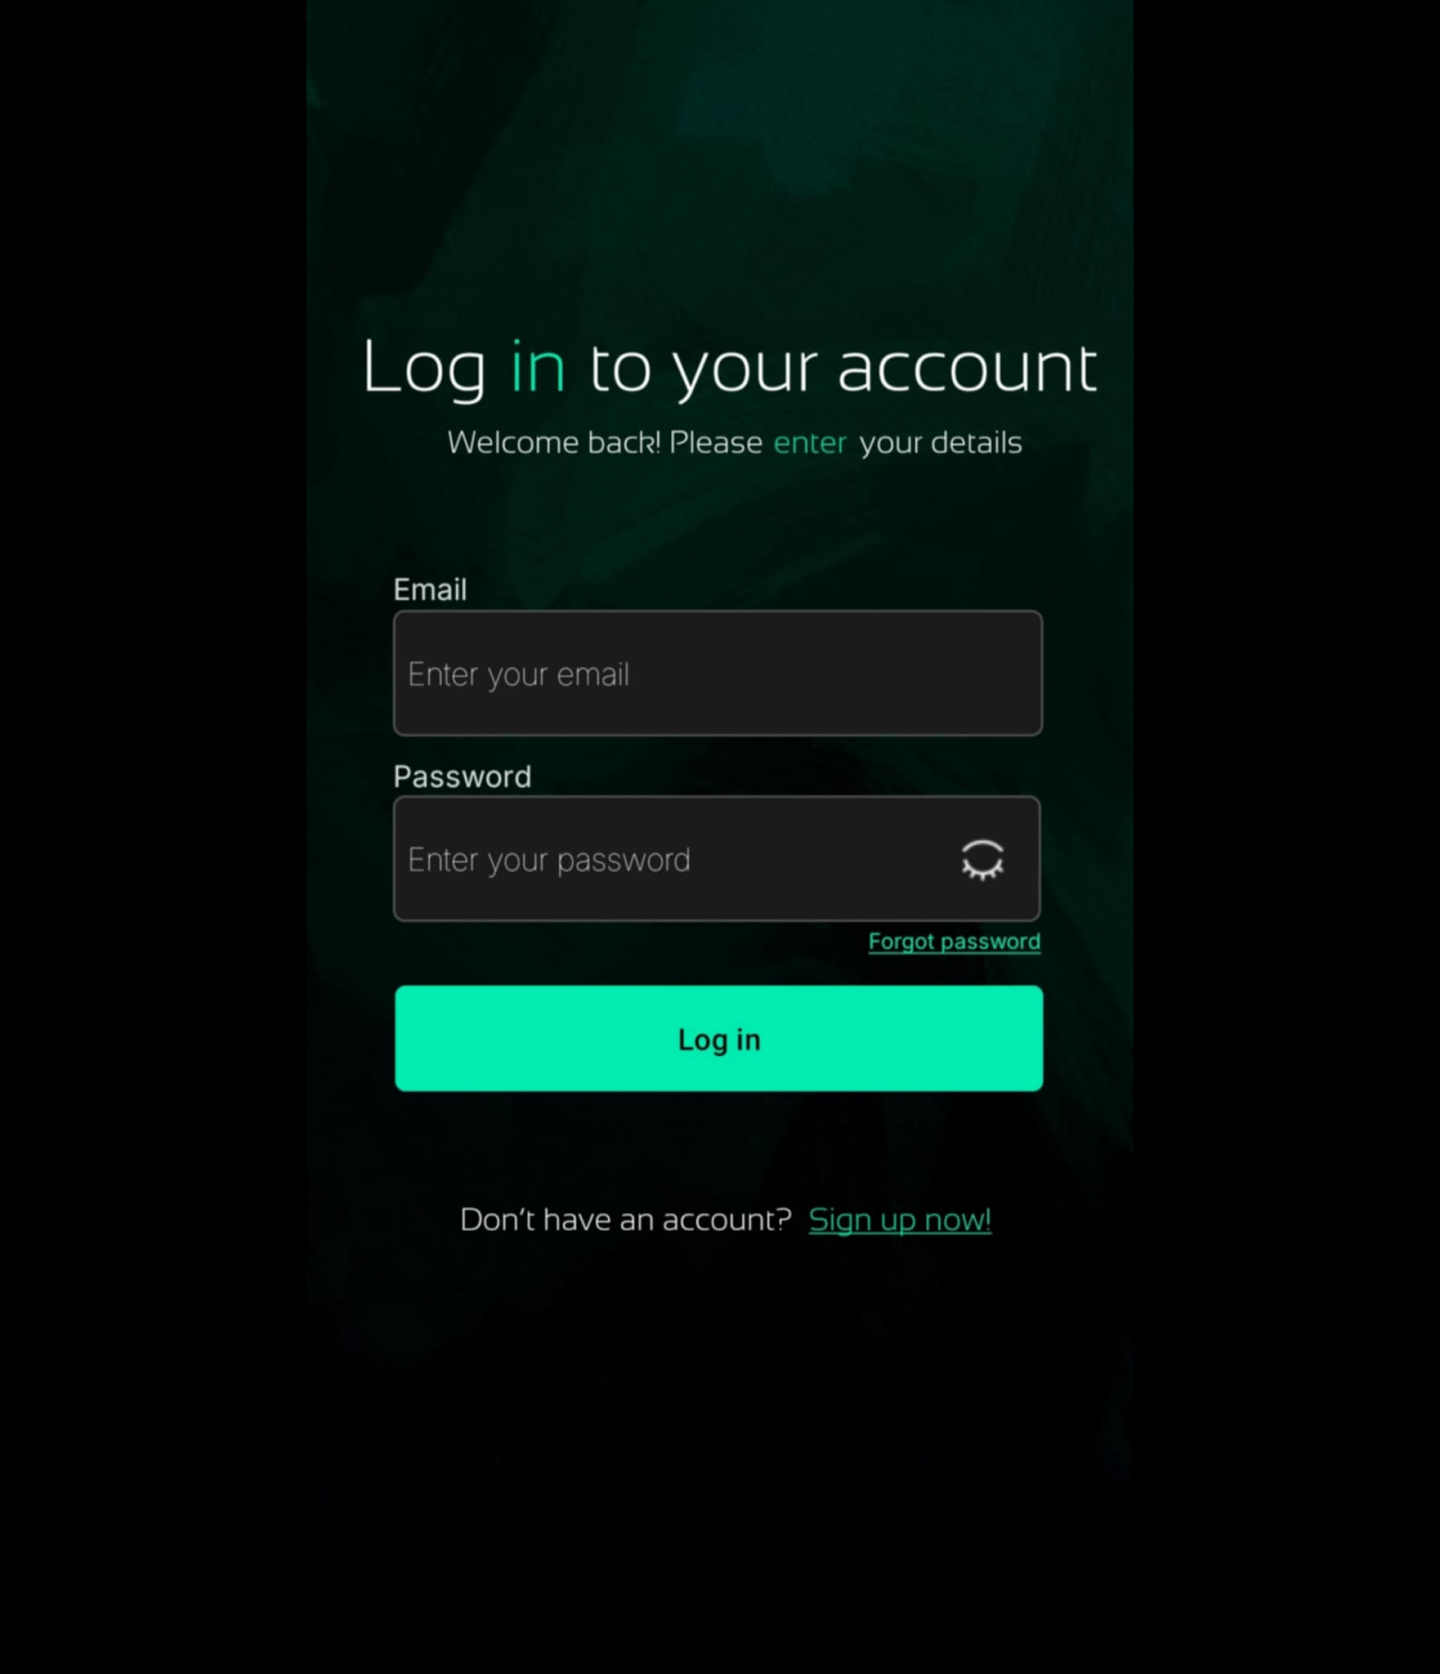 Log in to your account
Welcome back! Please enter your details
Email
Enter your email
Password
Enter your password
Forgot password
Log in
Don’t have an account? Sign up now!